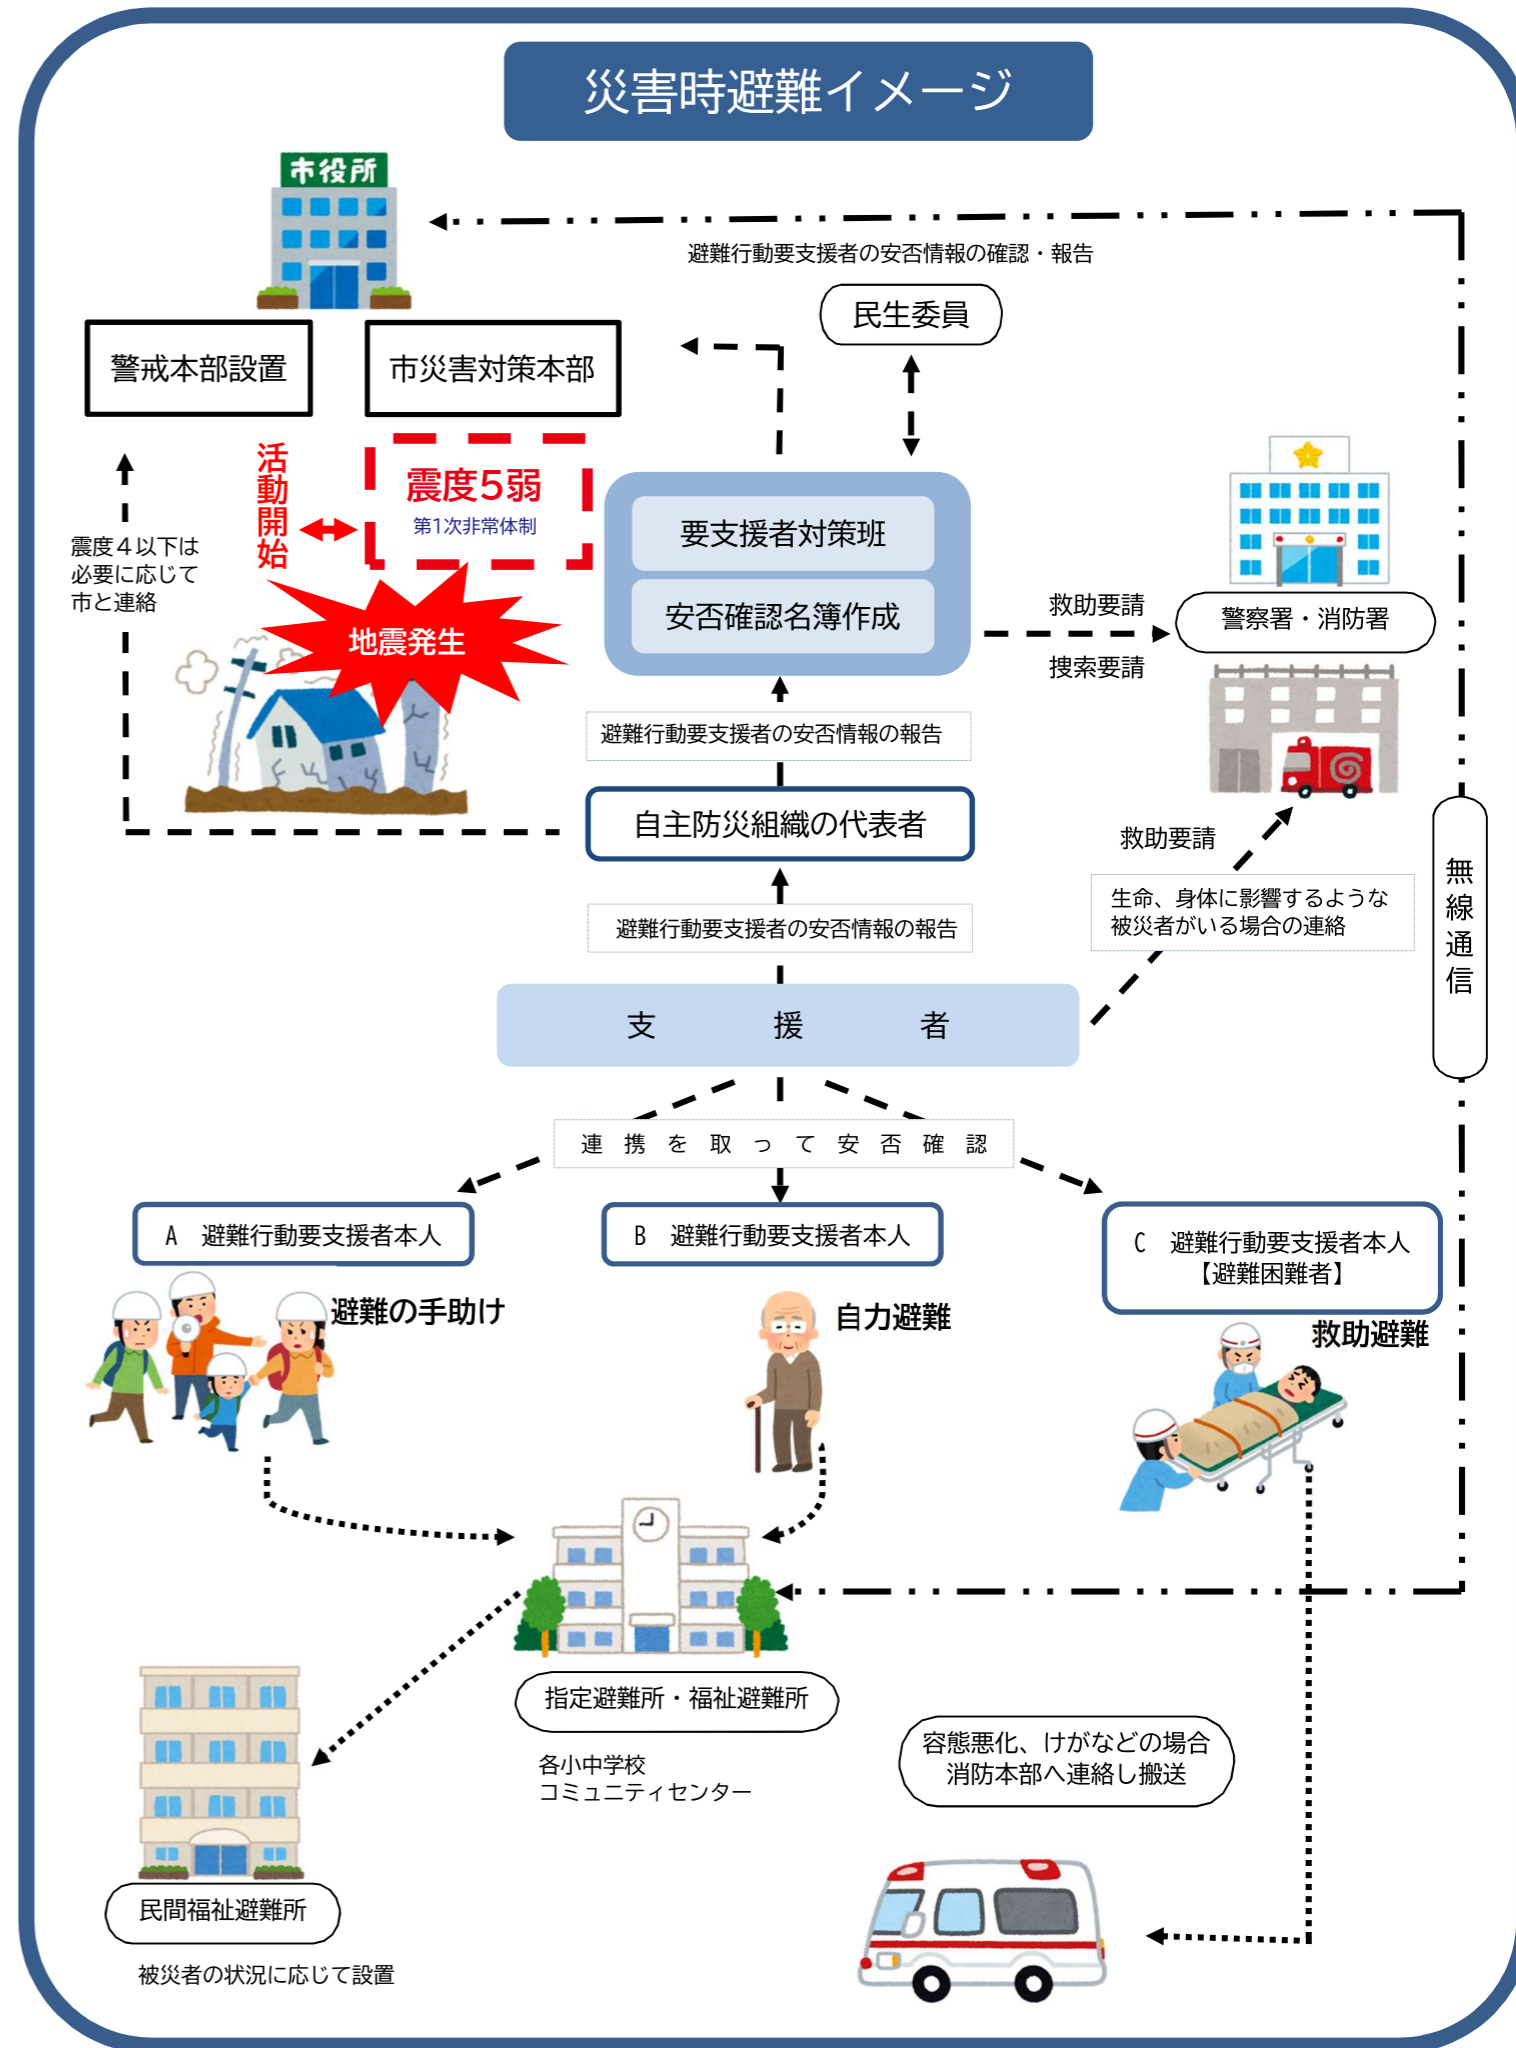 災害時避難イメージ
市役所
避難行動要支援者の安否情報の確認・報告
民生委員
警戒本部設置
市災害対策本部
活動開始
震度5弱
第1次非常体制
震度４以下は
必要に応じて
市と連絡
地震発生
要支援者対策班
安否確認名簿作成
救助要請
捜索要請
警察署・消防署
避難行動要支援者の安否情報の報告
自主防災組織の代表者
救助要請
生命、身体に影響するような
被災者がいる場合の連絡
無線通信
避難行動要支援者の安否情報の報告
支援者
連携を取って安否確認
A　避難行動要支援者本人
B　避難行動要支援者本人
C　避難行動要支援者本人
【避難困難者】
避難の手助け
自力避難
救助避難
指定避難所・福祉避難所
各小中学校
コミュニティセンター
容態悪化、けがなどの場合
消防本部へ連絡し搬送
民間福祉避難所
被災者の状況に応じて設置